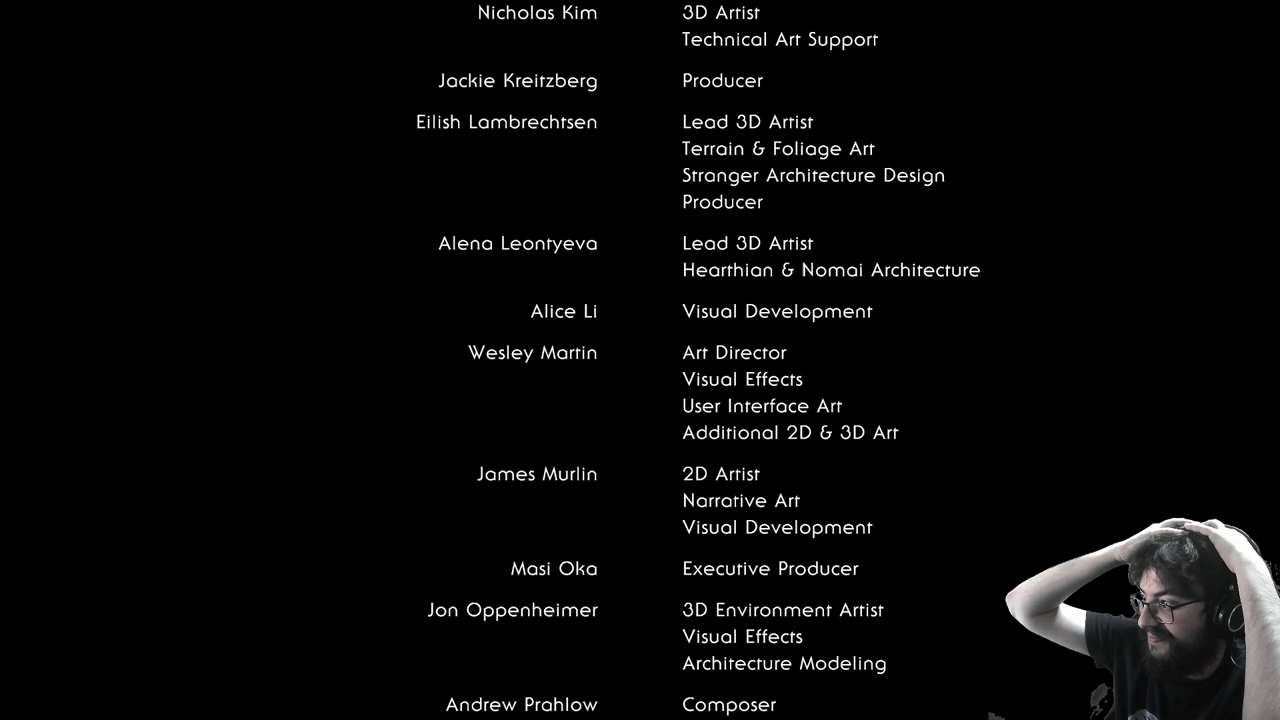 Nicholas Kim 3D Artist
Technical Art Support
Jackie Kreitzberg Producer
Eilish Lambrechtsen Lead 3D Artist
Terrain & Foliage Art
Stranger Architecture Design
Producer
Alena Leontyeva Lead 3D Artist
Hearthian & Nomai Architecture
Alice Li Visual Development
Wesley Martin Art Director
Visual Effects
User Interface Art
Additional 2D & 3D Art
James Murlin 2D Artist
Narrative Art
Visual Development
Masi Oka Executive Producer
Jon Oppenheimer 3D Environment Artist
Visual Effects
Architecture Modeling
Andrew Prahlow Composer